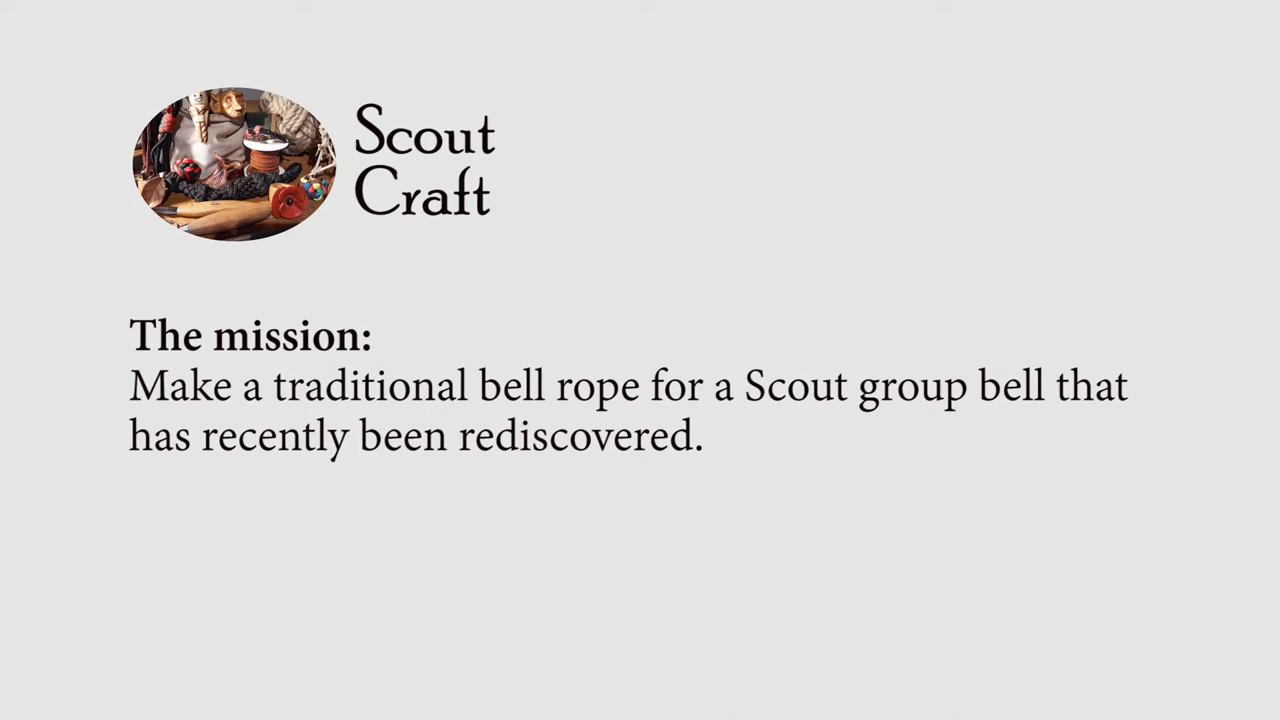 Scout
Craft
The mission:
Make a traditional bell rope for a Scout group bell that
has recently been rediscovered.